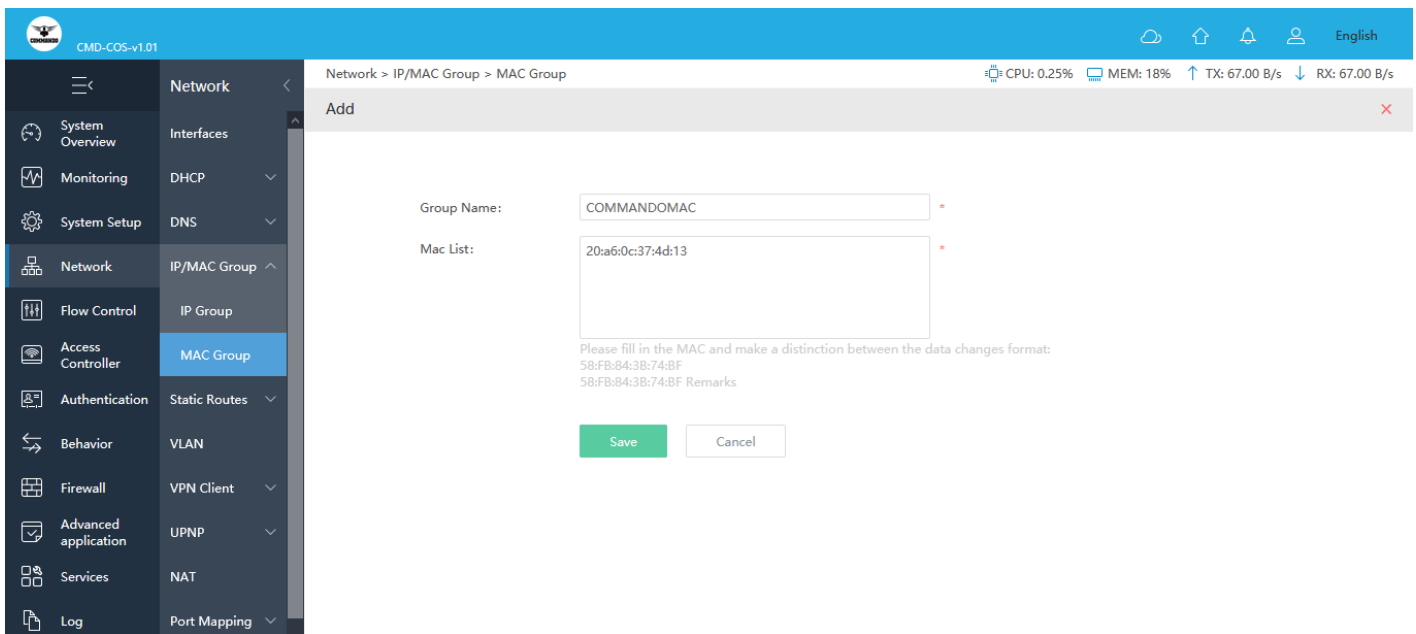 COMMANDO
CMD-COS-v1.01
English
Network
Network > IP/MAC Group > MAC Group
CPU: 0.25%
MEM: 18%
TX: 67.00 B/s
RX: 67.00 B/s
Add
System
Overview
Monitoring
System Setup
Network
Flow Control
Access
Controller
Authentication
Behavior
Firewall
Advanced
application
Services
Log
Interfaces
DHCP
DNS
IP/MAC Group
IP Group
MAC Group
Static Routes
VLAN
VPN Client
UPNP
NAT
Port Mapping
Group Name:
COMMANDOMAC
*
Mac List:
20:a6:0c:37:4d:13
*
Please fill in the MAC and make a distinction between the data changes format:
58:FB:84:3B:74:BF
58:FB:84:3B:74:BF Remarks
Save
Cancel